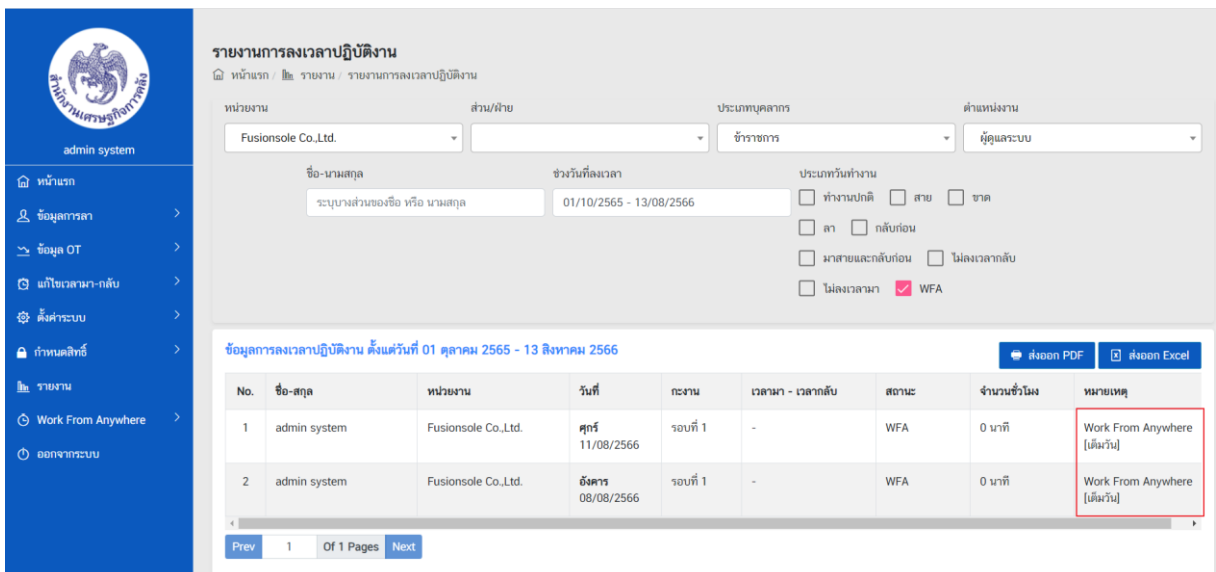 สำนักงานเศรษฐกิจการคลัง
admin system
หน้าแรก
ข้อมูลการลา
ข้อมูล OT
แก้ไขเวลามา-กลับ
ตั้งค่าระบบ
กำหนดสิทธิ์
รายงาน
Work From Anywhere
ออกจากระบบ
รายงานการลงเวลาปฏิบัติงาน
หน้าแรก / รายงาน / รายงานการลงเวลาปฏิบัติงาน
หน่วยงาน ส่วน/ฝ่าย ประเภทบุคลากร ตำแหน่งงาน
Fusionsole Co.,Ltd. ข้าราชการ ผู้ดูแลระบบ
ชื่อ-นามสกุล ช่วงวันที่ลงเวลา ประเภทวันทำงาน
ระบุบางส่วนของชื่อ หรือ นามสกุล 01/10/2565 - 13/08/2566 ทำงานปกติ สาย ขาด
ลา กลับก่อน
มาสายและกลับก่อน ไม่ลงเวลากลับ
ไม่ลงเวลามา WFA
ข้อมูลการลงเวลาปฏิบัติงาน ตั้งแต่วันที่ 01 ตุลาคม 2565 - 13 สิงหาคม 2566 ส่งออก PDF ส่งออก Excel
No. ชื่อ-สกุล หน่วยงาน วันที่ กะงาน เวลามา - เวลากลับ สถานะ จำนวนชั่วโมง หมายเหตุ
1 admin system Fusionsole Co.,Ltd. ศุกร์ รอบที่ 1 - WFA 0 นาที Work From Anywhere
11/08/2566 [เต็มวัน]
2 admin system Fusionsole Co.,Ltd. อังคาร รอบที่ 1 - WFA 0 นาที Work From Anywhere
08/08/2566 [เต็มวัน]
Prev 1 Of 1 Pages Next